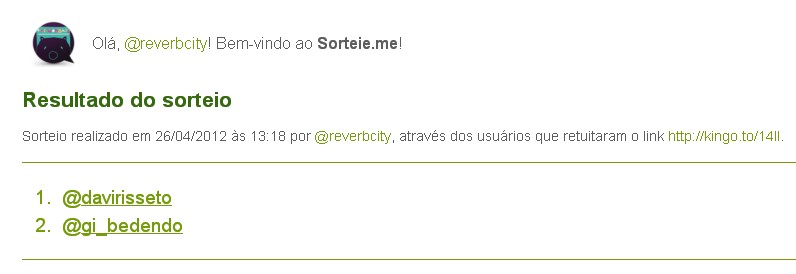 Olá, @reverbcity! Bem-vindo ao Sorteie.me!
Resultado do sorteio
Sorteio realizado em 26/04/2012 às 13:18 por @reverbcity, através dos usuários que retuitaram o link http://kingo.to/14ll.
1. @davirisseto
2. @gi_bedendo